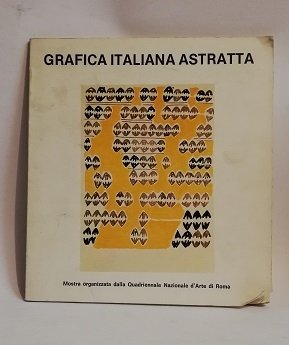 GRAFICA ITALIANA ASTRATTA
Mostra organizzata dalla Quadriennale Nazionale d'Arte di Roma